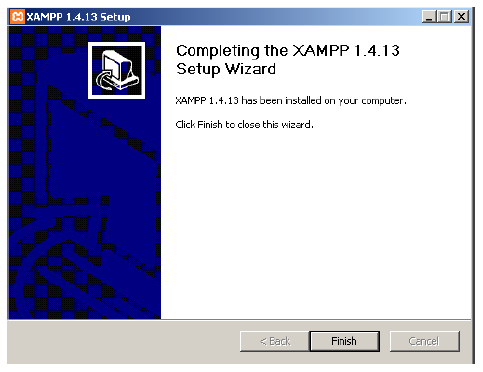 XAMPP 1.4.13 Setup
Completing the XAMPP 1.4.13
Setup Wizard
XAMPP 1.4.13 has been installed on your computer.
Click Finish to close this wizard.
< Back
Finish
Cancel